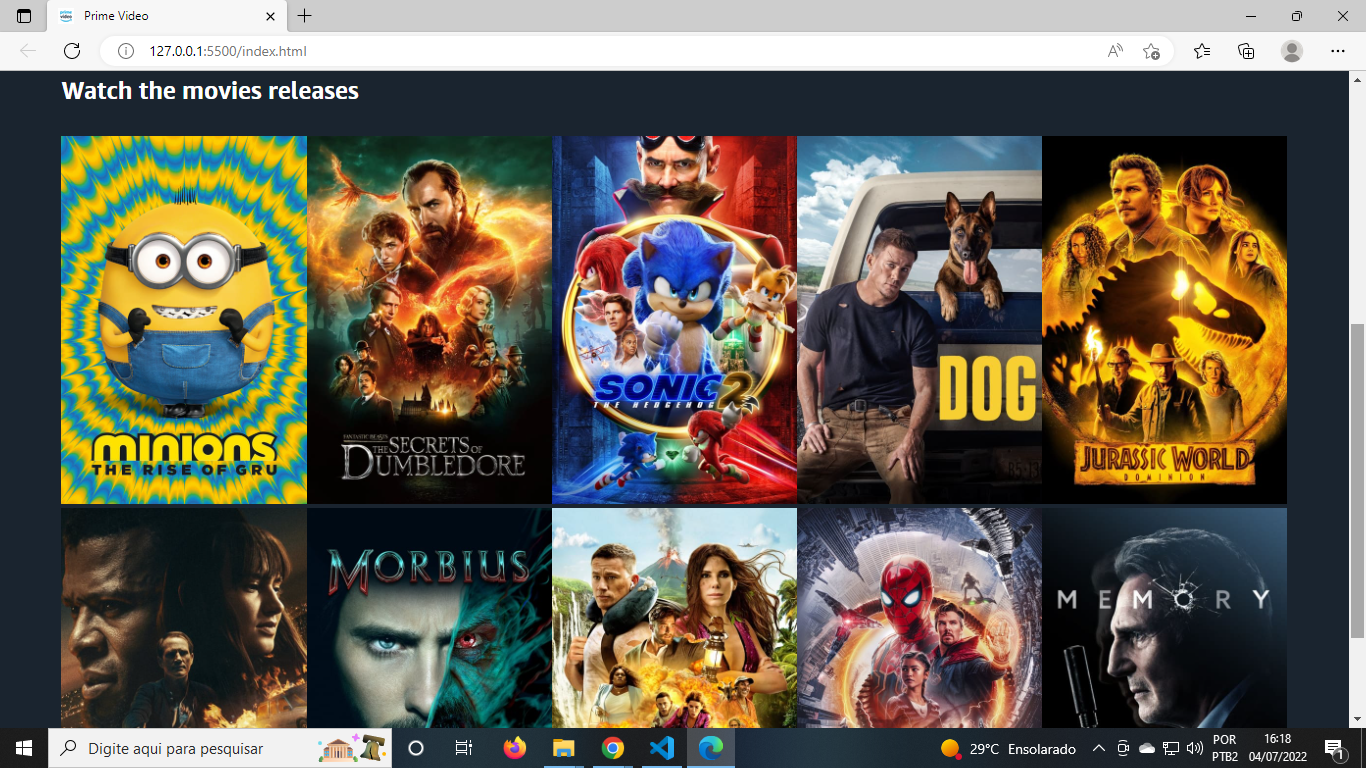 Prime Video
127.0.0.1:5500/index.html
Watch the movies releases
MINIONS
THE RISE OF GRU
FANTASTIC BEASTS
THE SECRETS OF
DUMBLEDORE
SONIC 2
THE HEDGEHOG
DOG
JURASSIC WORLD
DOMINION
MORBIUS
MEMORY
Digite aqui para pesquisar
29°C Ensolarado
POR
PTB2
16:18
04/07/2022
1